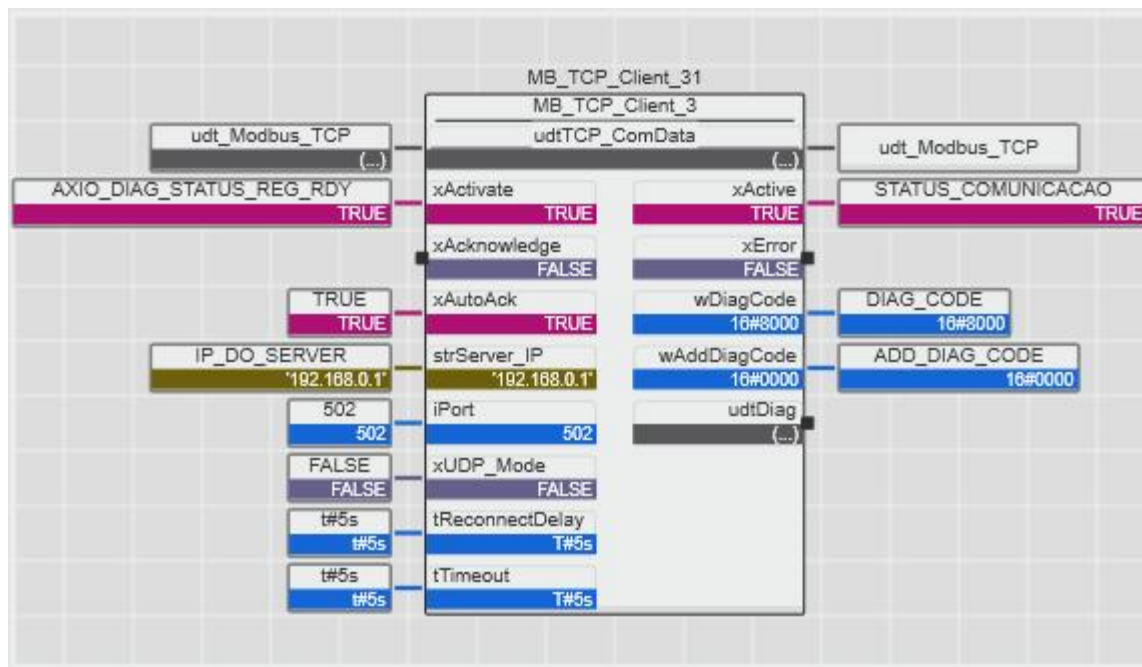 MB_TCP_Client_31
MB_TCP_Client_3
udt_Modbus_TCP udtTCP_ComData udt_Modbus_TCP
(...) (...)
AXIO_DIAG_STATUS_REG_RDY xActivate xActive STATUS_COMUNICACAO
TRUE TRUE TRUE TRUE
xAcknowledge xError
FALSE FALSE
TRUE xAutoAck wDiagCode DIAG_CODE
TRUE TRUE 16#8000 16#8000
IP_DO_SERVER strServer_IP wAddDiagCode ADD_DIAG_CODE
'192.168.0.1' '192.168.0.1' 16#0000 16#0000
502 iPort udtDiag
502 502 (...)
FALSE xUDP_Mode
FALSE FALSE
t#5s tReconnectDelay
t#5s T#5s
t#5s tTimeout
t#5s T#5s